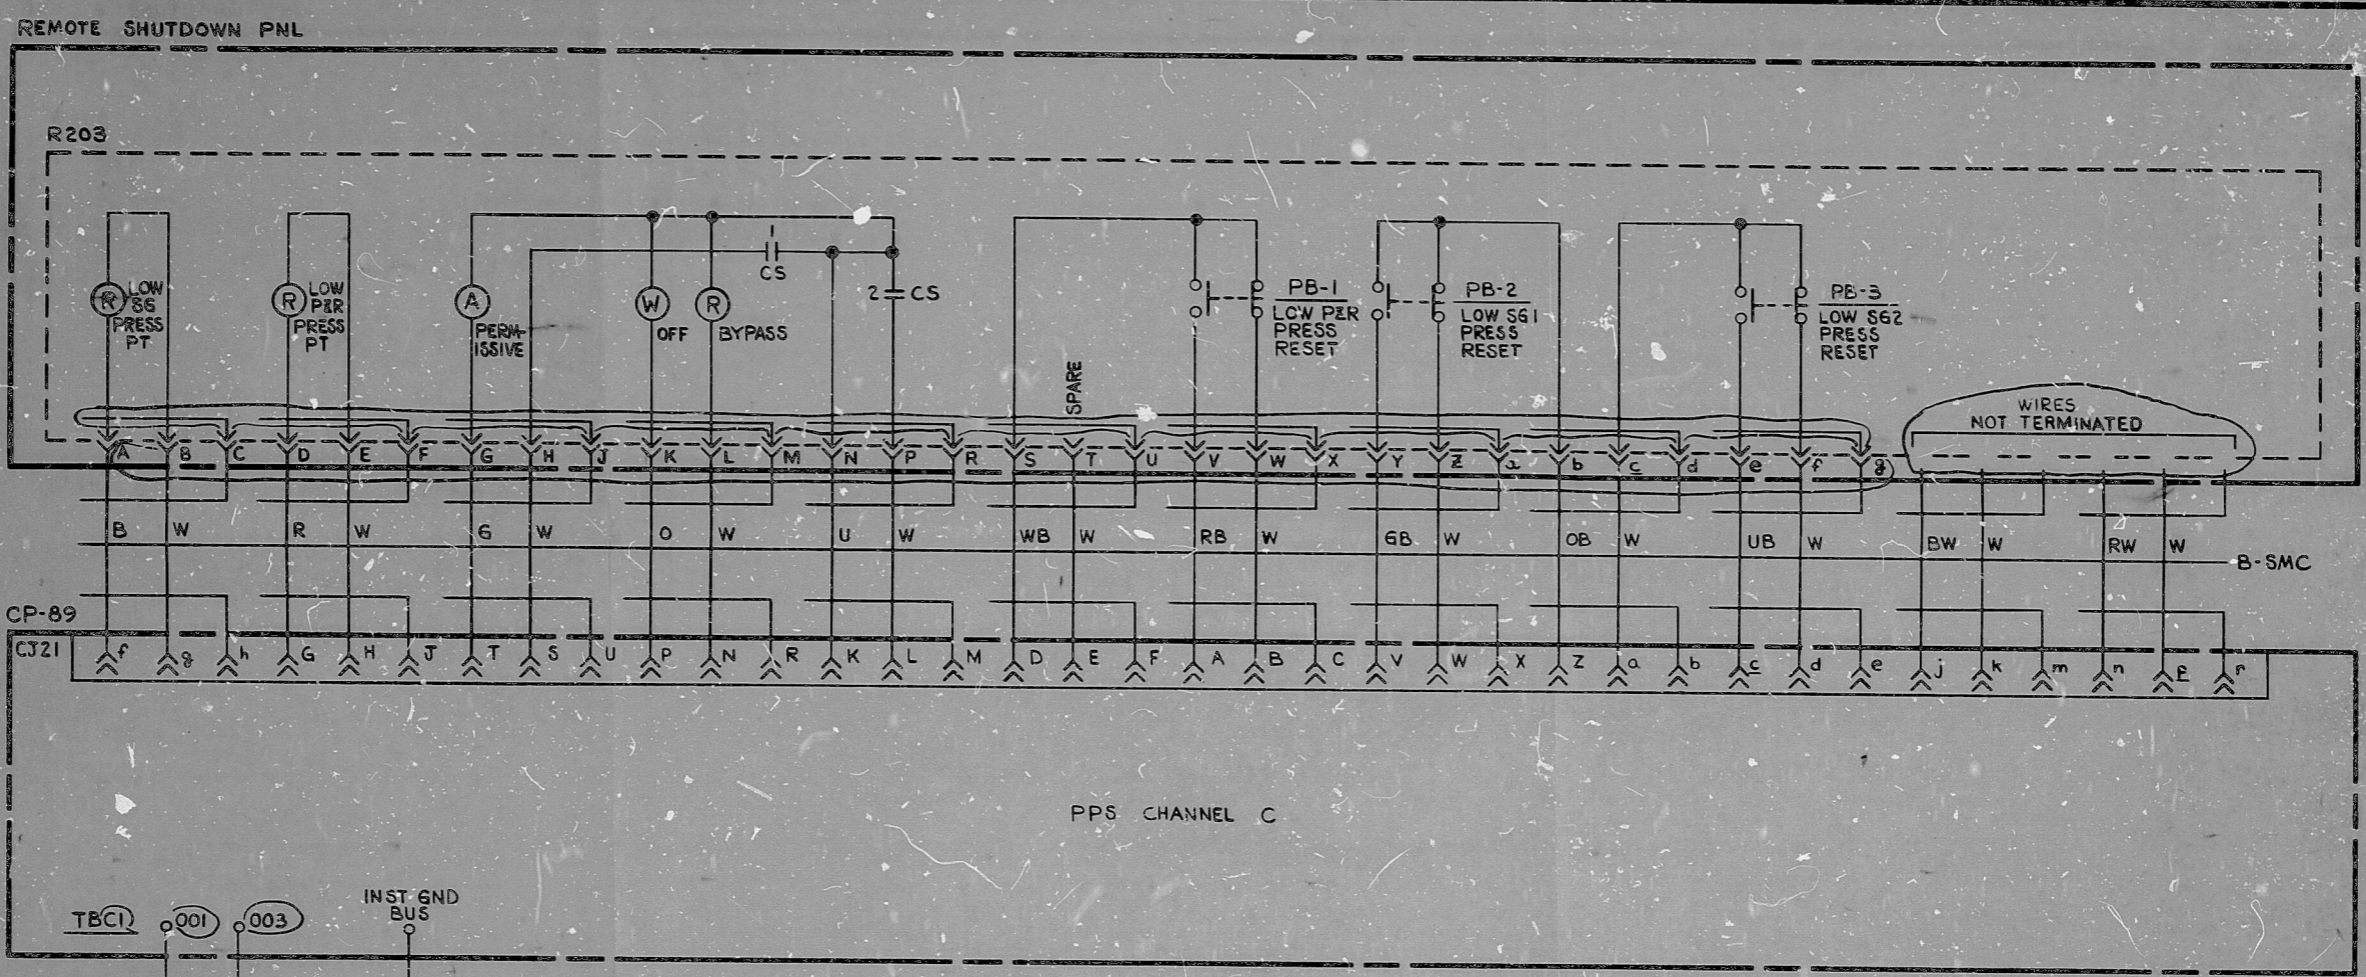 REMOTE SHUTDOWN PNL
R203
R LOW
SG
PRESS
PT
R LOW
PZR
PRESS
PT
A
PERM-
ISSIVE
W
OFF
R
BYPASS
1
CS
2 CS
SPARE
PB-1
LOW PZR
PRESS
RESET
PB-2
LOW SG1
PRESS
RESET
PB-3
LOW SG2
PRESS
RESET
WIRES
NOT TERMINATED
A B C D E F G H J K L M N P R S T U V W X Y Z a b c d e f g
B W R W G W O W U W WB W RB W GB W OB W UB W BW W RW W
B-SMC
CP-89
CJ21
f g h G H J T S U P N R K L M D E F A B C V W X Z a b c d e j k m n p r
PPS CHANNEL C
INST GND
BUS
TBC1 001 003